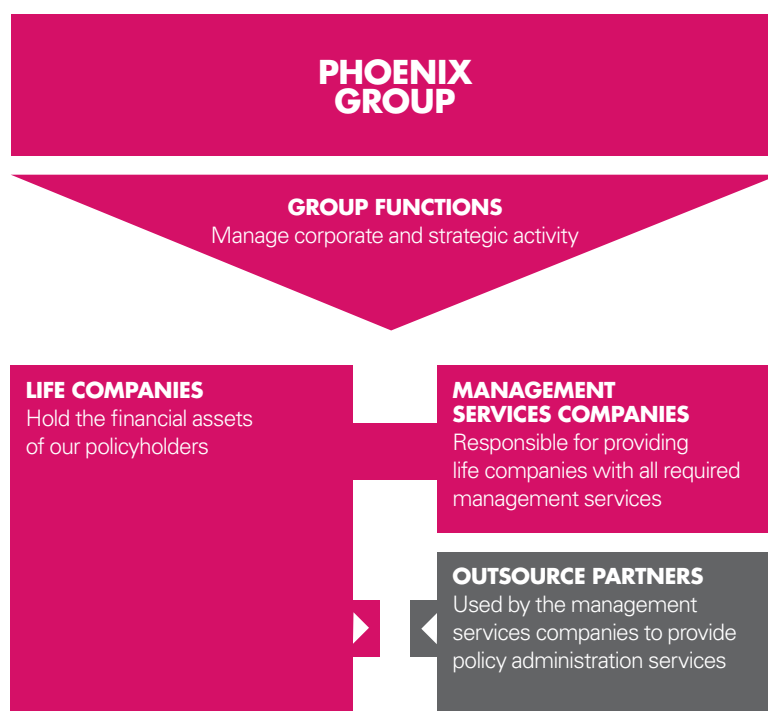 PHOENIX
GROUP
GROUP FUNCTIONS
Manage corporate and strategic activity
LIFE COMPANIES
Hold the financial assets
of our policyholders
MANAGEMENT
SERVICES COMPANIES
Responsible for providing
life companies with all required
management services
OUTSOURCE PARTNERS
Used by the management
services companies to provide
policy administration services